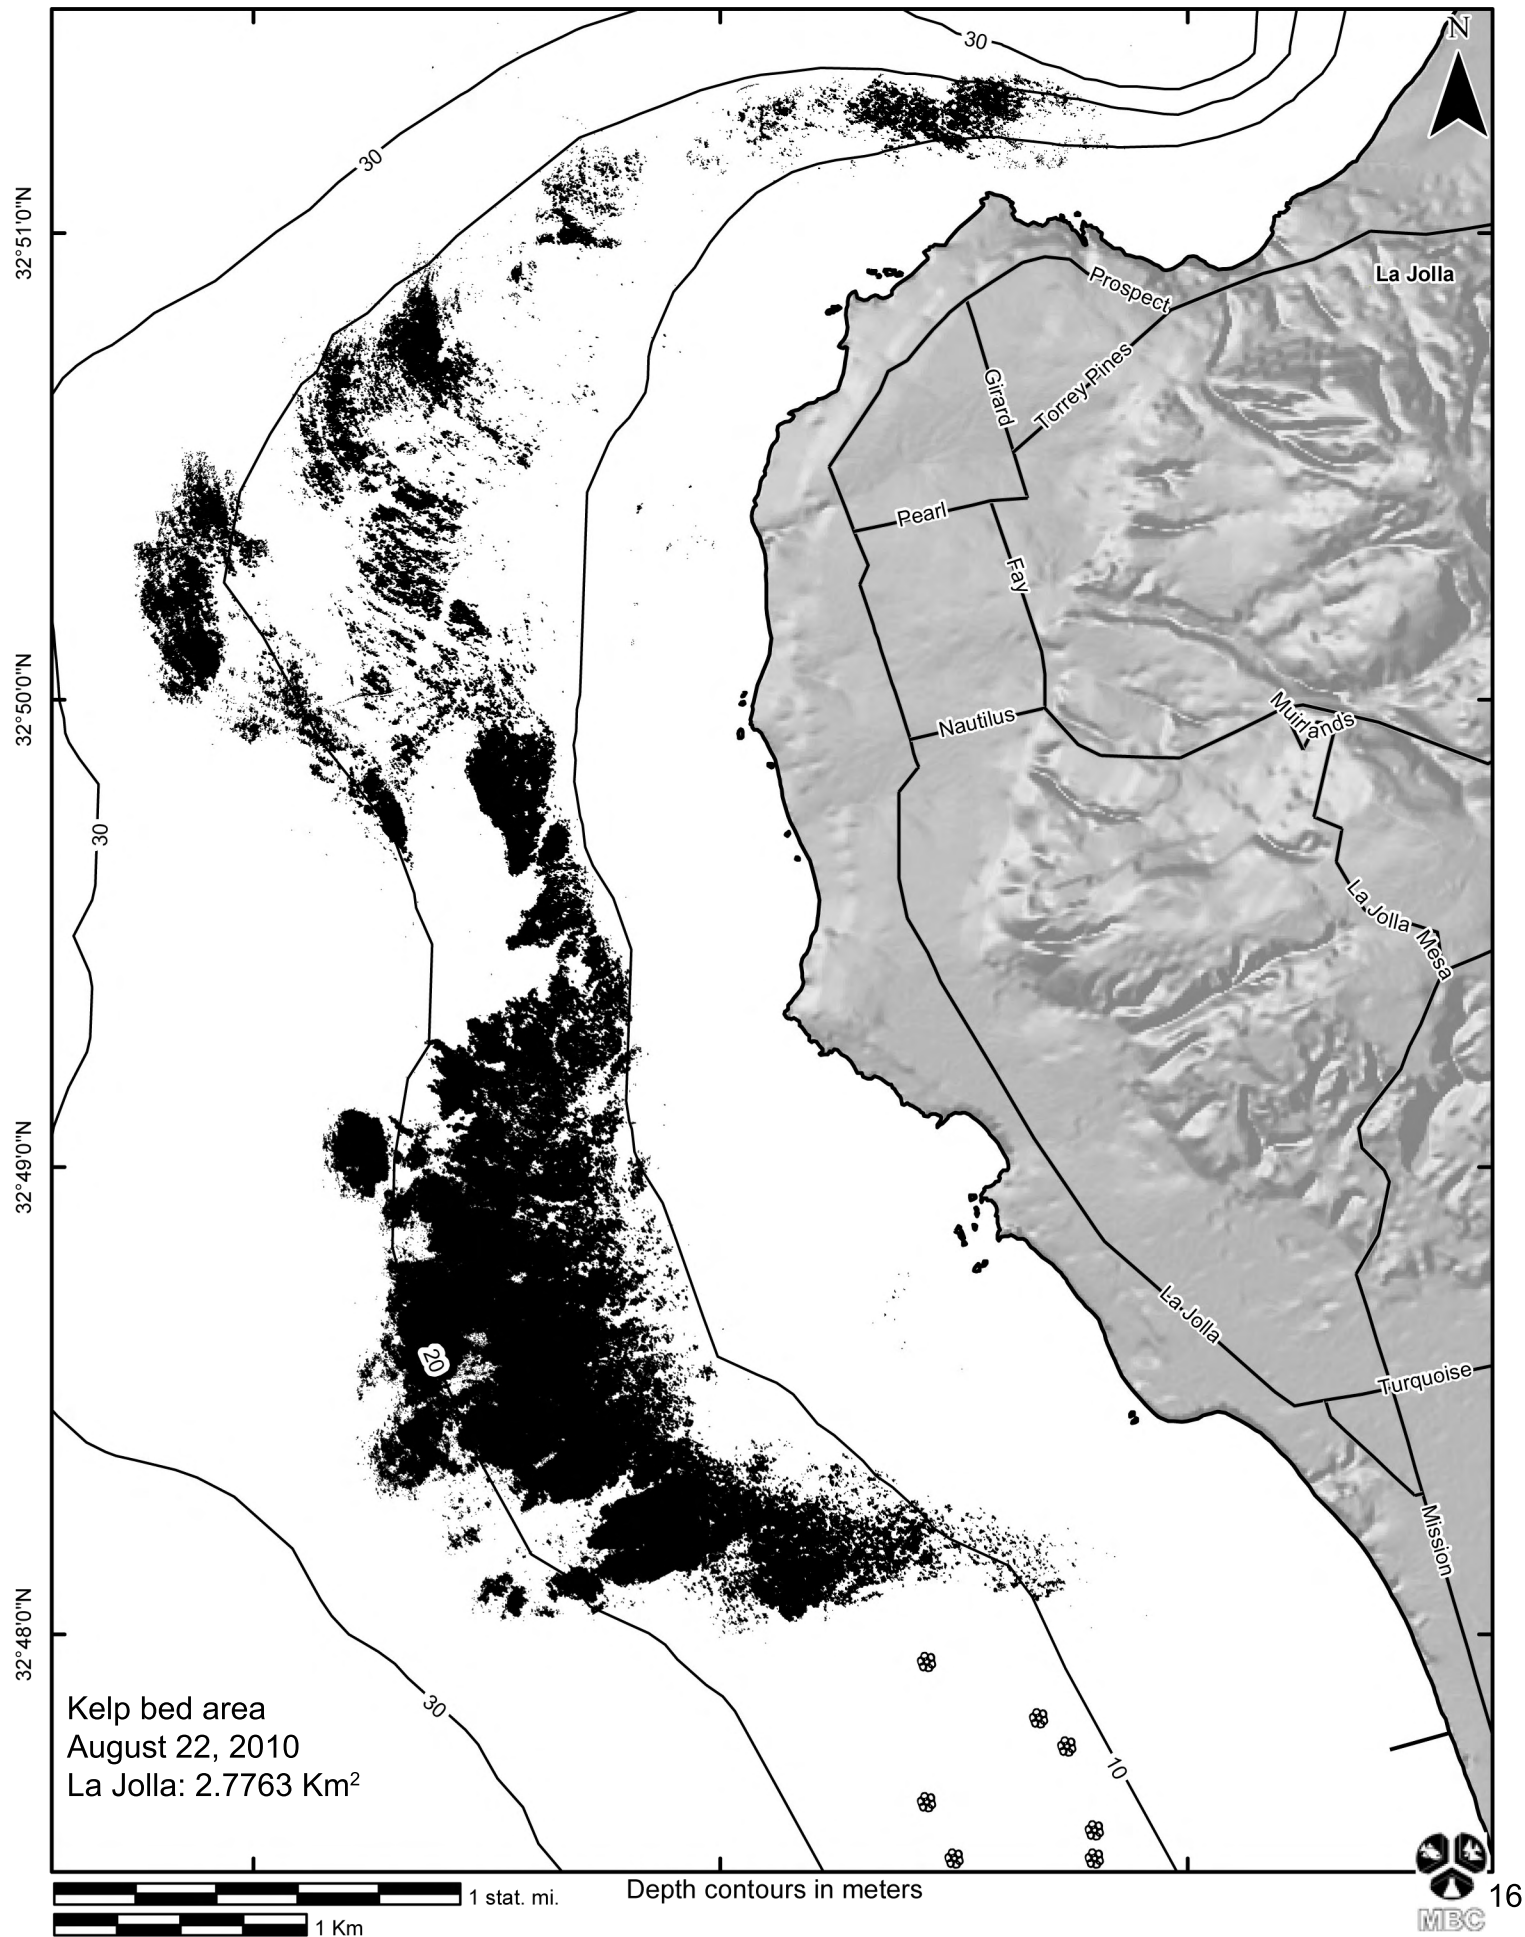 N
30
30
32°51'0"N
La Jolla
Prospect
Girard
Torrey Pines
Pearl
Fay
32°50'0"N
Muirlands
Nautilus
30
La Jolla Mesa
32°49'0"N
La Jolla
20
Turquoise
Mission
32°48'0"N
30
10
Kelp bed area
August 22, 2010
La Jolla: 2.7763 Km²
1 stat. mi.
Depth contours in meters
16
1 Km
MBC